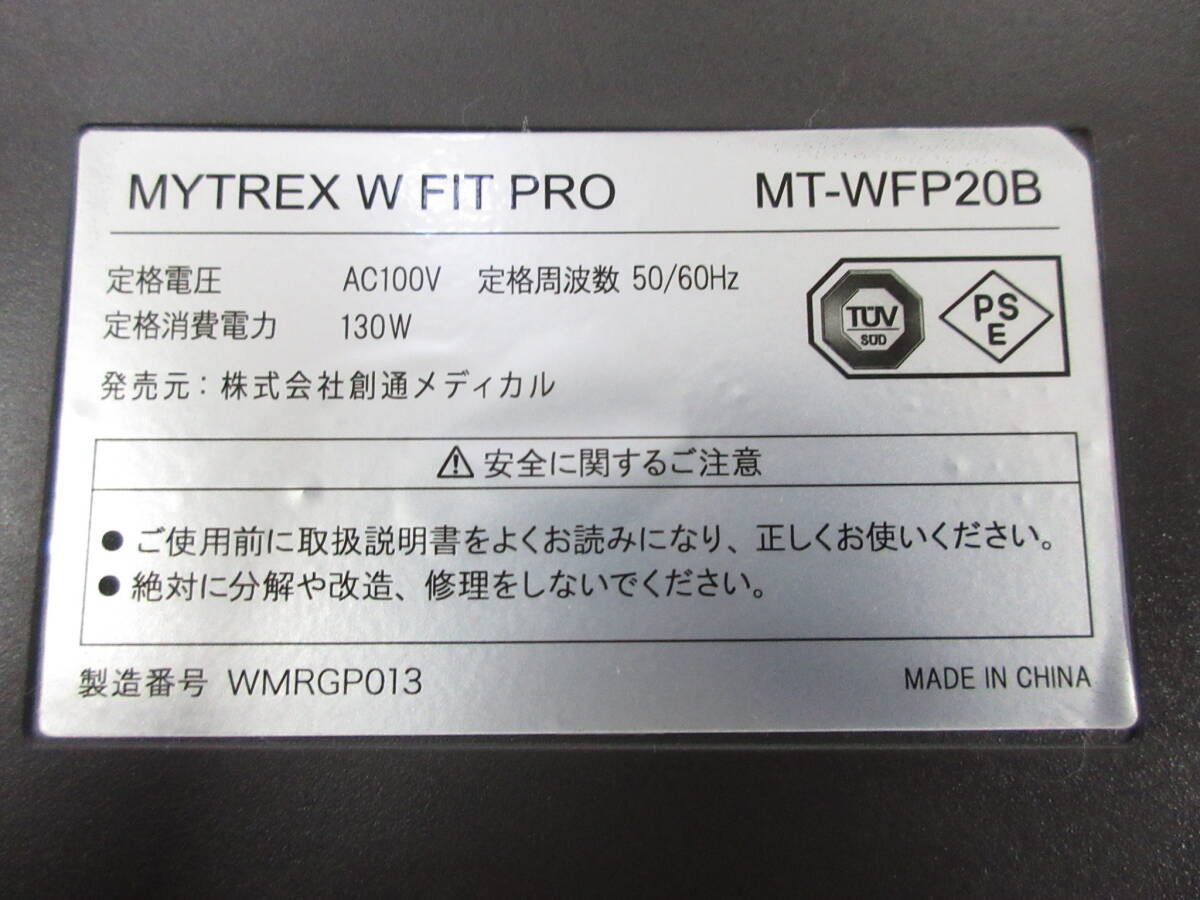 MYTREX W FIT PRO MT-WFP20B
定格電圧 AC100V 定格周波数 50/60Hz
定格消費電力 130W
TÜV
SÜD
PS
E
発売元：株式会社創通メディカル
⚠安全に関するご注意
●ご使用前に取扱説明書をよくお読みになり、正しくお使いください。
●絶対に分解や改造、修理をしないでください。
製造番号 WMRGP013 MADE IN CHINA